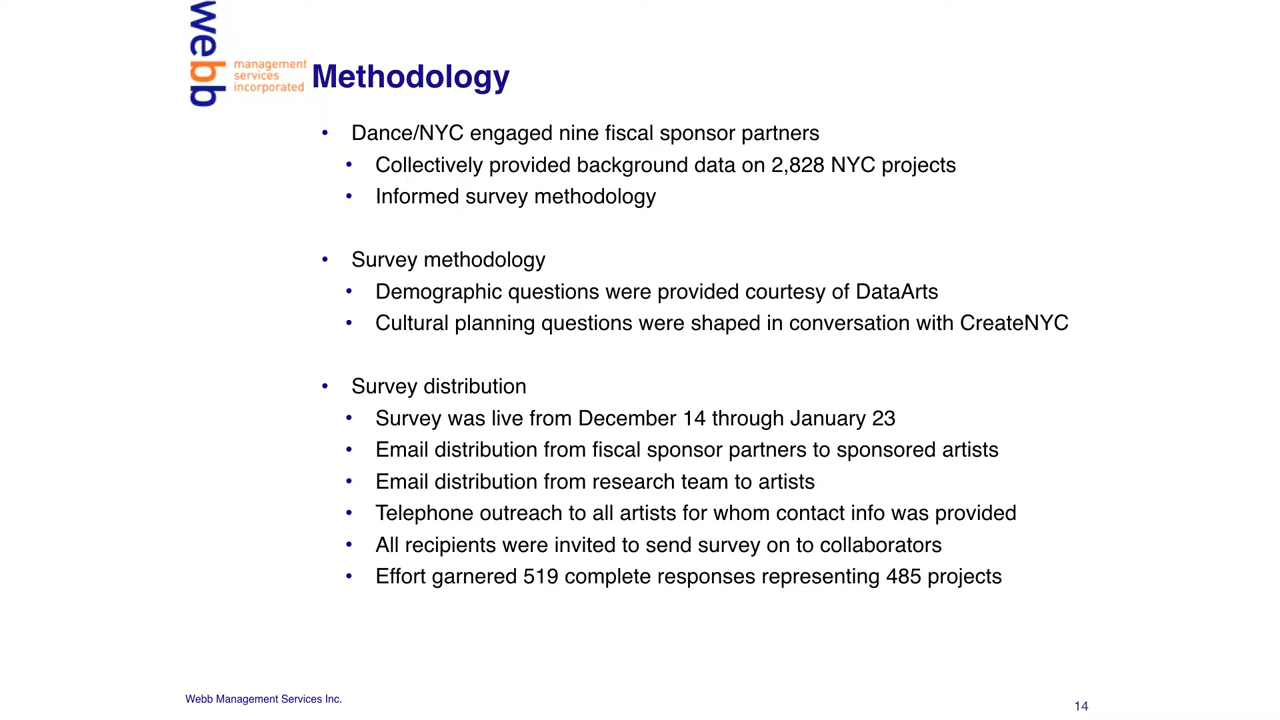 webb
management
services
incorporated
Methodology
• Dance/NYC engaged nine fiscal sponsor partners
• Collectively provided background data on 2,828 NYC projects
• Informed survey methodology
• Survey methodology
• Demographic questions were provided courtesy of DataArts
• Cultural planning questions were shaped in conversation with CreateNYC
• Survey distribution
• Survey was live from December 14 through January 23
• Email distribution from fiscal sponsor partners to sponsored artists
• Email distribution from research team to artists
• Telephone outreach to all artists for whom contact info was provided
• All recipients were invited to send survey on to collaborators
• Effort garnered 519 complete responses representing 485 projects
Webb Management Services Inc.
14